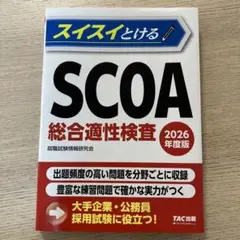 スイスイとける
SCOA
総合適性検査
2026
年度版
就職試験情報研究会
出題頻度の高い問題を分野ごとに収録
豊富な練習問題で確かな実力がつく
大手企業・公務員
採用試験に役立つ!
TAC出版